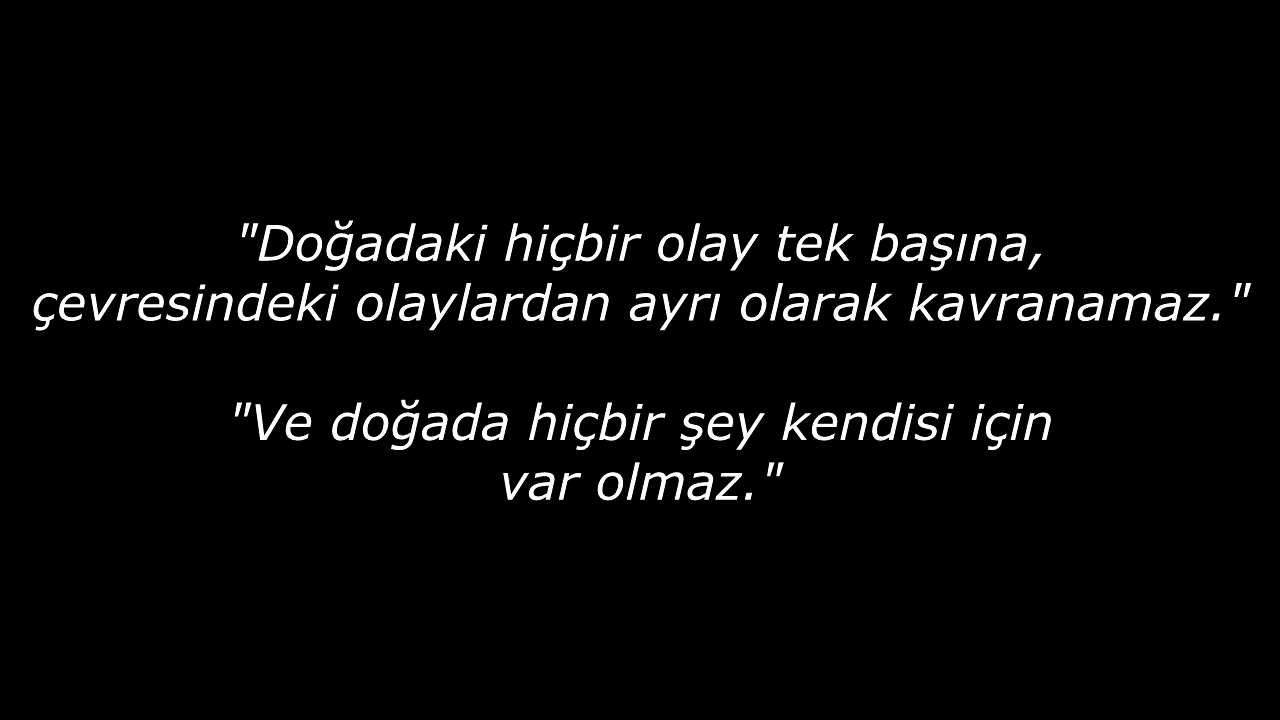 "Doğadaki hiçbir olay tek başına,
çevresindeki olaylardan ayrı olarak kavranamaz."
"Ve doğada hiçbir şey kendisi için
var olmaz."